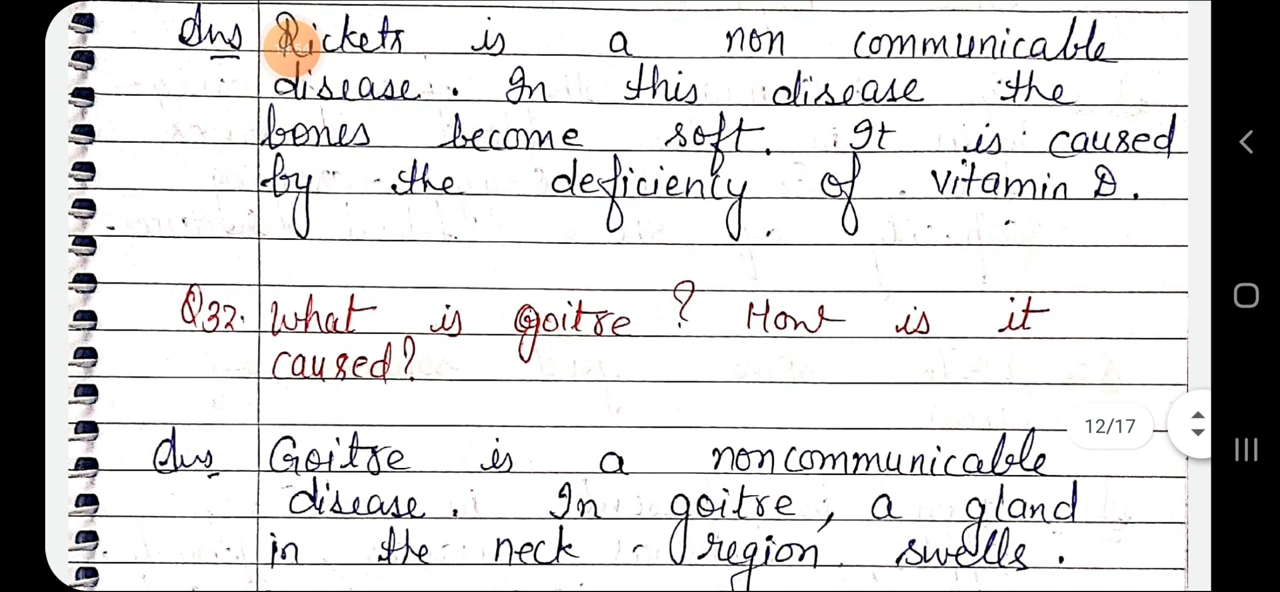 Ans Rickets is a non communicable
disease. In this disease the
bones become soft. It is caused
by the deficiency of vitamin D.
Q32. What is goitre? How is it
caused?
12/17
Ans Goitre is a noncommunicable
disease. In goitre, a gland
in the neck region swells.